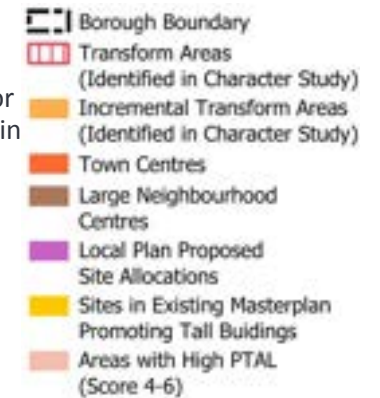 Borough Boundary
Transform Areas
(Identified in Character Study)
or
Incremental Transform Areas
in
(Identified in Character Study)
Town Centres
Large Neighbourhood
Centres
Local Plan Proposed
Site Allocations
Sites in Existing Masterplan
Promoting Tall Buidings
Areas with High PTAL
(Score 4-6)